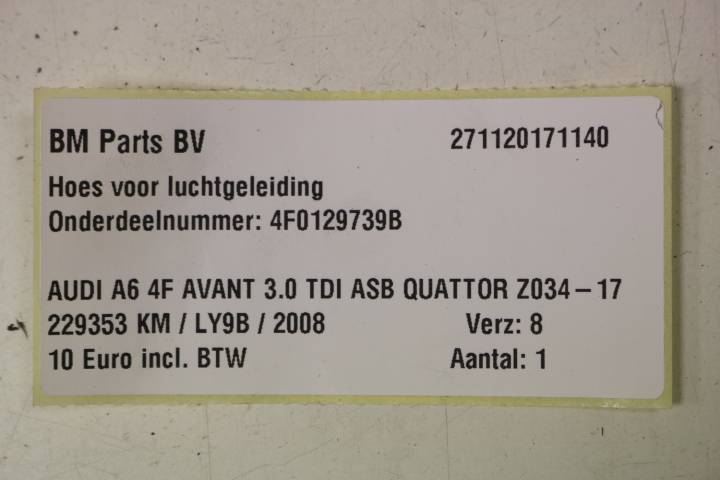 BM Parts BV 271120171140
Hoes voor luchtgeleiding
Onderdeelnummer: 4F0129739B
AUDI A6 4F AVANT 3.0 TDI ASB QUATTOR Z034-17
229353 KM / LY9B / 2008 Verz: 8
10 Euro incl. BTW Aantal: 1